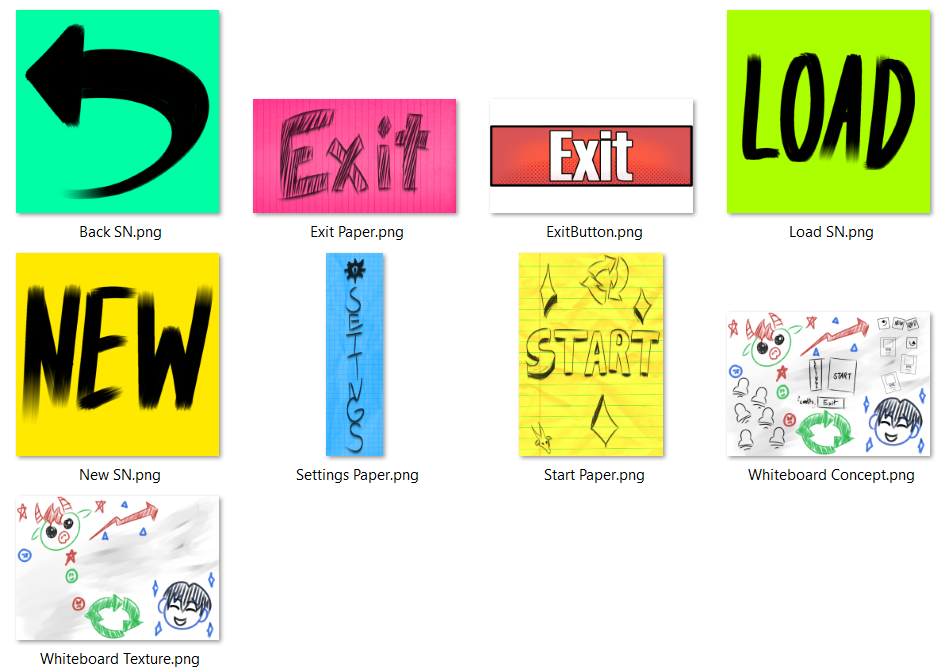 Exit
Exit
LOAD
Back SN.png
Exit Paper.png
ExitButton.png
Load SN.png
NEW
SETTINGS
START
START
Exit
New SN.png
Settings Paper.png
Start Paper.png
Whiteboard Concept.png
Whiteboard Texture.png